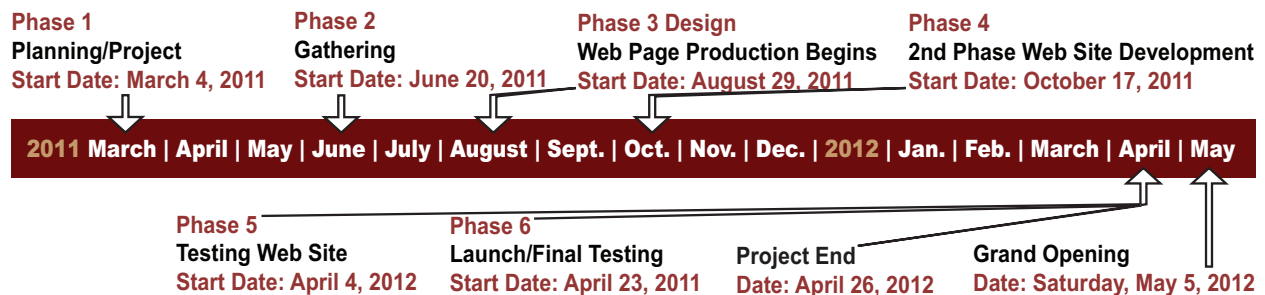 Phase 1
Planning/Project
Start Date: March 4, 2011
Phase 2
Gathering
Start Date: June 20, 2011
Phase 3 Design
Web Page Production Begins
Start Date: August 29, 2011
Phase 4
2nd Phase Web Site Development
Start Date: October 17, 2011
2011 March | April | May | June | July | August | Sept. | Oct. | Nov. | Dec. | 2012 | Jan. | Feb. | March | April | May
Phase 5
Testing Web Site
Start Date: April 4, 2012
Phase 6
Launch/Final Testing
Start Date: April 23, 2011
Project End
Date: April 26, 2012
Grand Opening
Date: Saturday, May 5, 2012